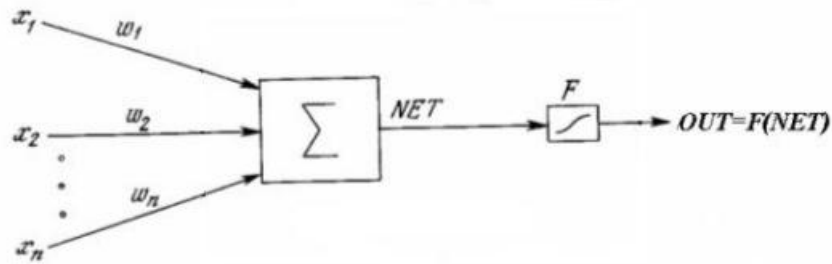 x₁
w₁
x₂
w₂
Σ
NET
F
OUT=F(NET)
xₙ
wₙ